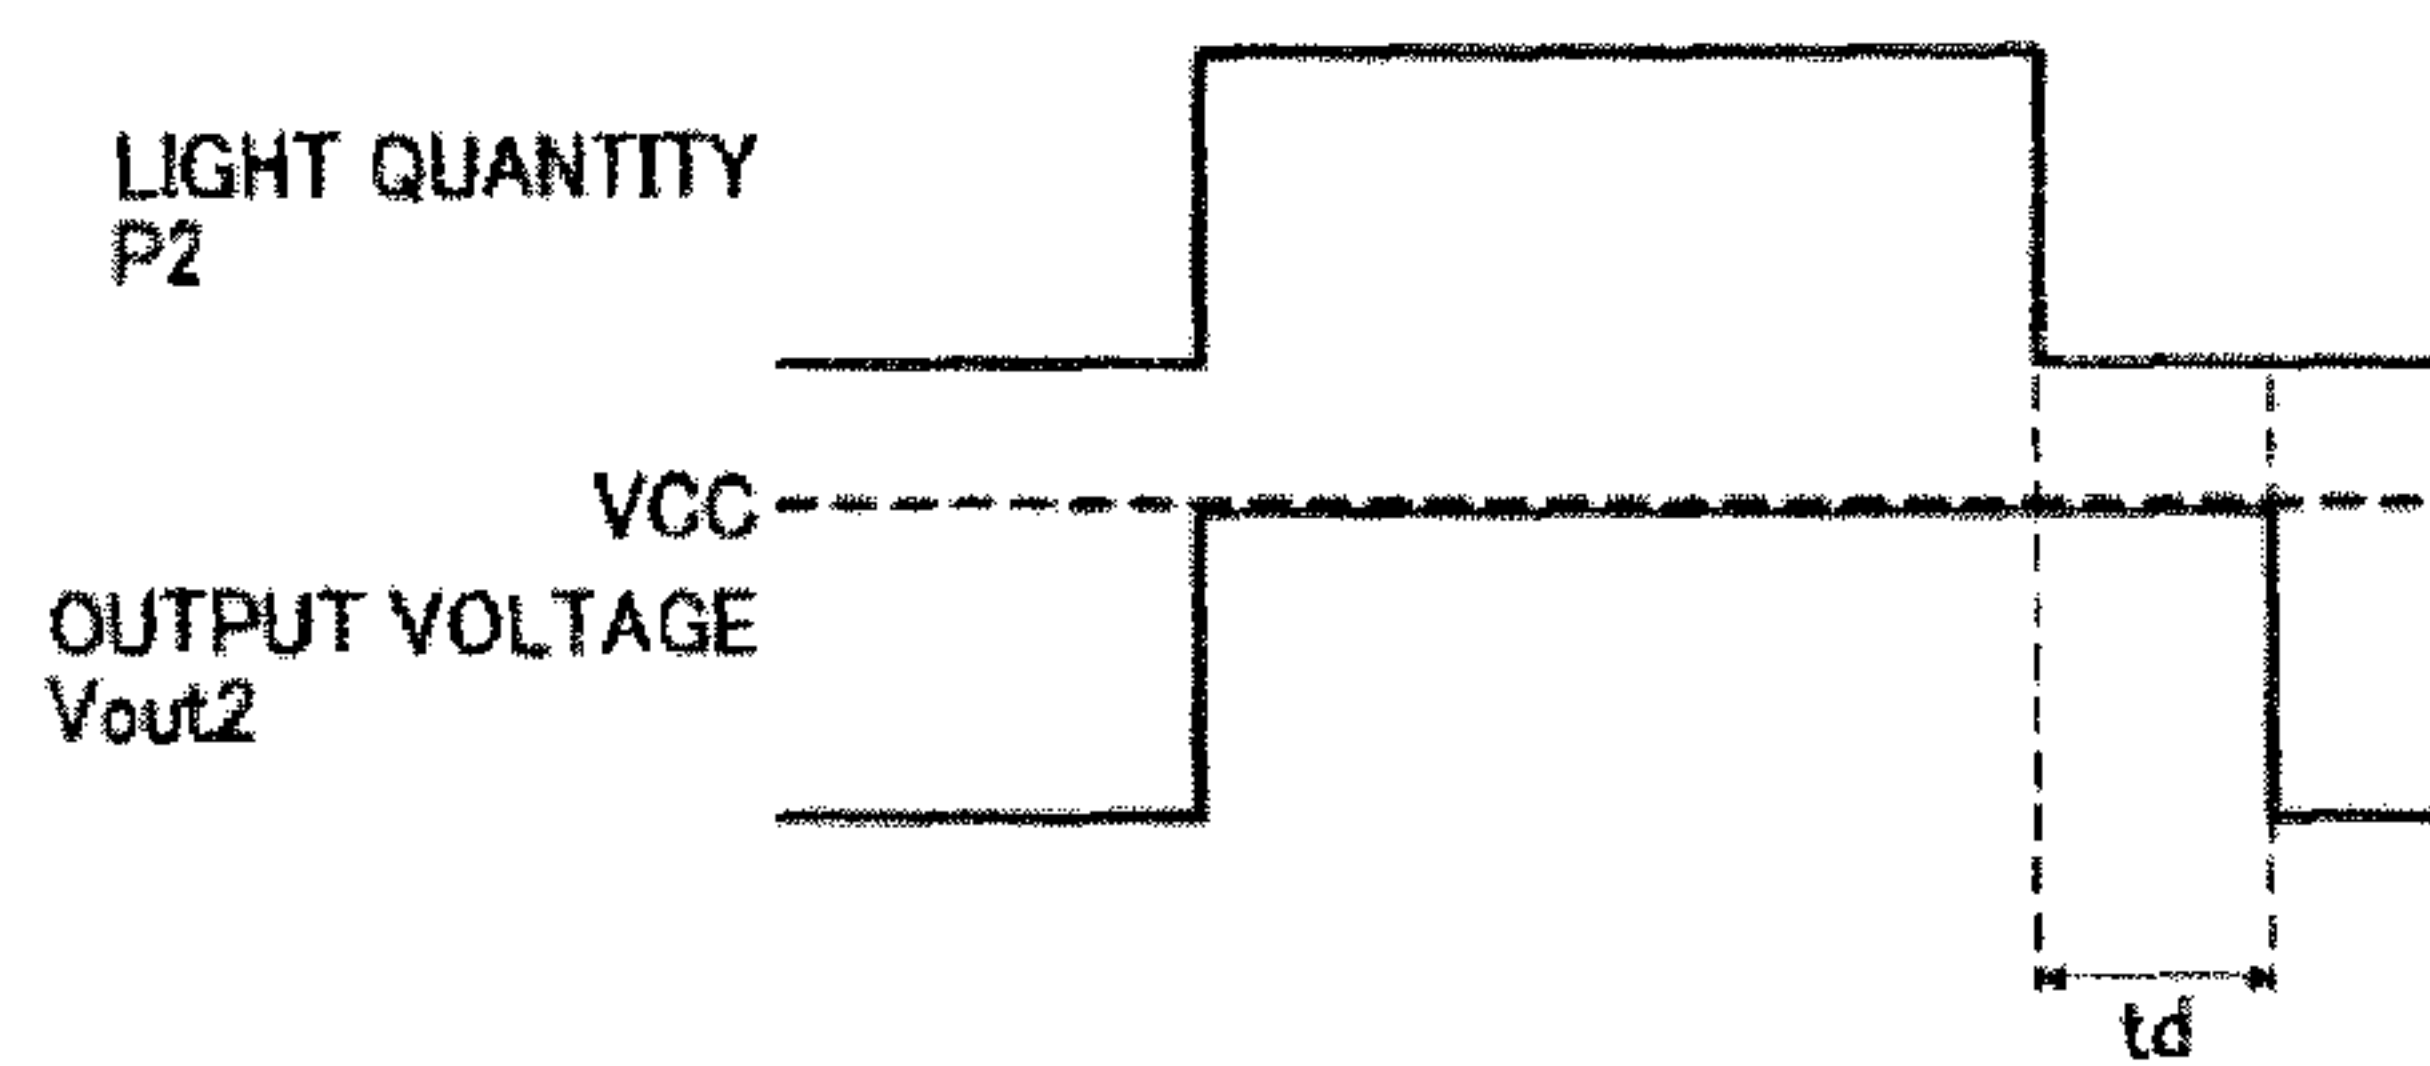 LIGHT QUANTITY
P2
VCC
OUTPUT VOLTAGE
Vout2
td